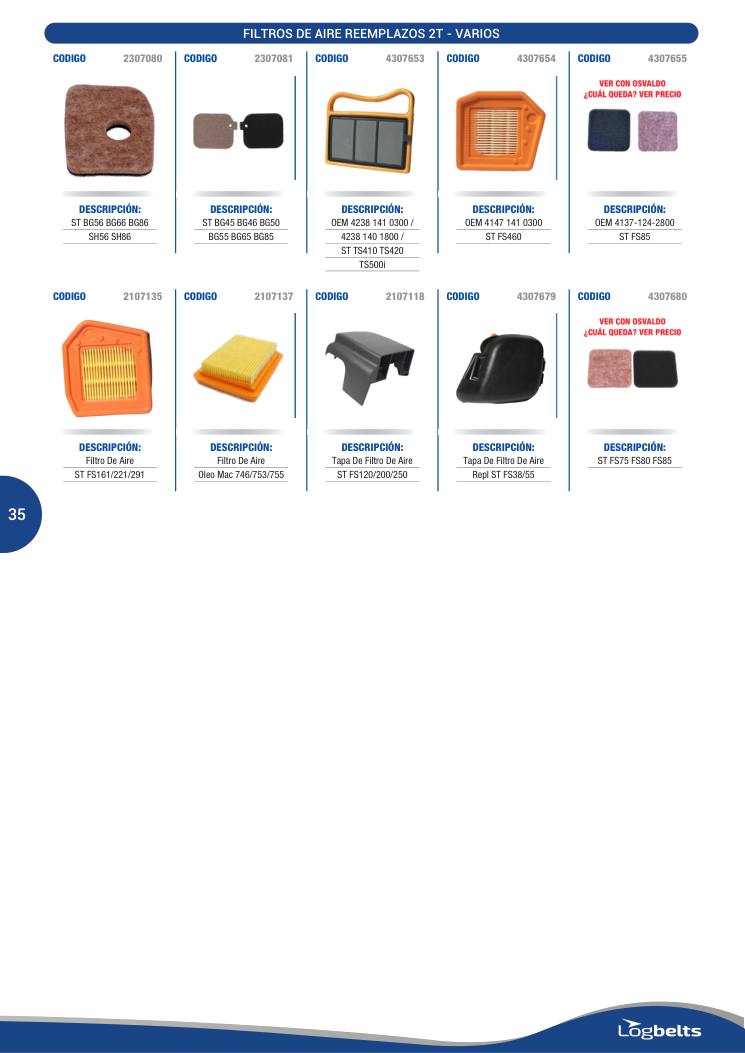 FILTROS DE AIRE REEMPLAZOS 2T - VARIOS
CODIGO 2307080
DESCRIPCIÓN:
ST BG56 BG66 BG86
SH56 SH86
CODIGO 2307081
DESCRIPCIÓN:
ST BG45 BG46 BG50
BG55 BG65 BG85
CODIGO 4307653
DESCRIPCIÓN:
OEM 4238 141 0300 /
4238 140 1800 /
ST TS410 TS420
TS500i
CODIGO 4307654
DESCRIPCIÓN:
OEM 4147 141 0300
ST FS460
CODIGO 4307655
VER CON OSVALDO
¿CUÁL QUEDA? VER PRECIO
DESCRIPCIÓN:
OEM 4137-124-2800
ST FS85
CODIGO 2107135
DESCRIPCIÓN:
Filtro De Aire
ST FS161/221/291
CODIGO 2107137
DESCRIPCIÓN:
Filtro De Aire
Oleo Mac 746/753/755
CODIGO 2107118
DESCRIPCIÓN:
Tapa De Filtro De Aire
ST FS120/200/250
CODIGO 4307679
DESCRIPCIÓN:
Tapa De Filtro De Aire
Repl ST FS38/55
CODIGO 4307680
VER CON OSVALDO
¿CUÁL QUEDA? VER PRECIO
DESCRIPCIÓN:
ST FS75 FS80 FS85
35
Logbelts